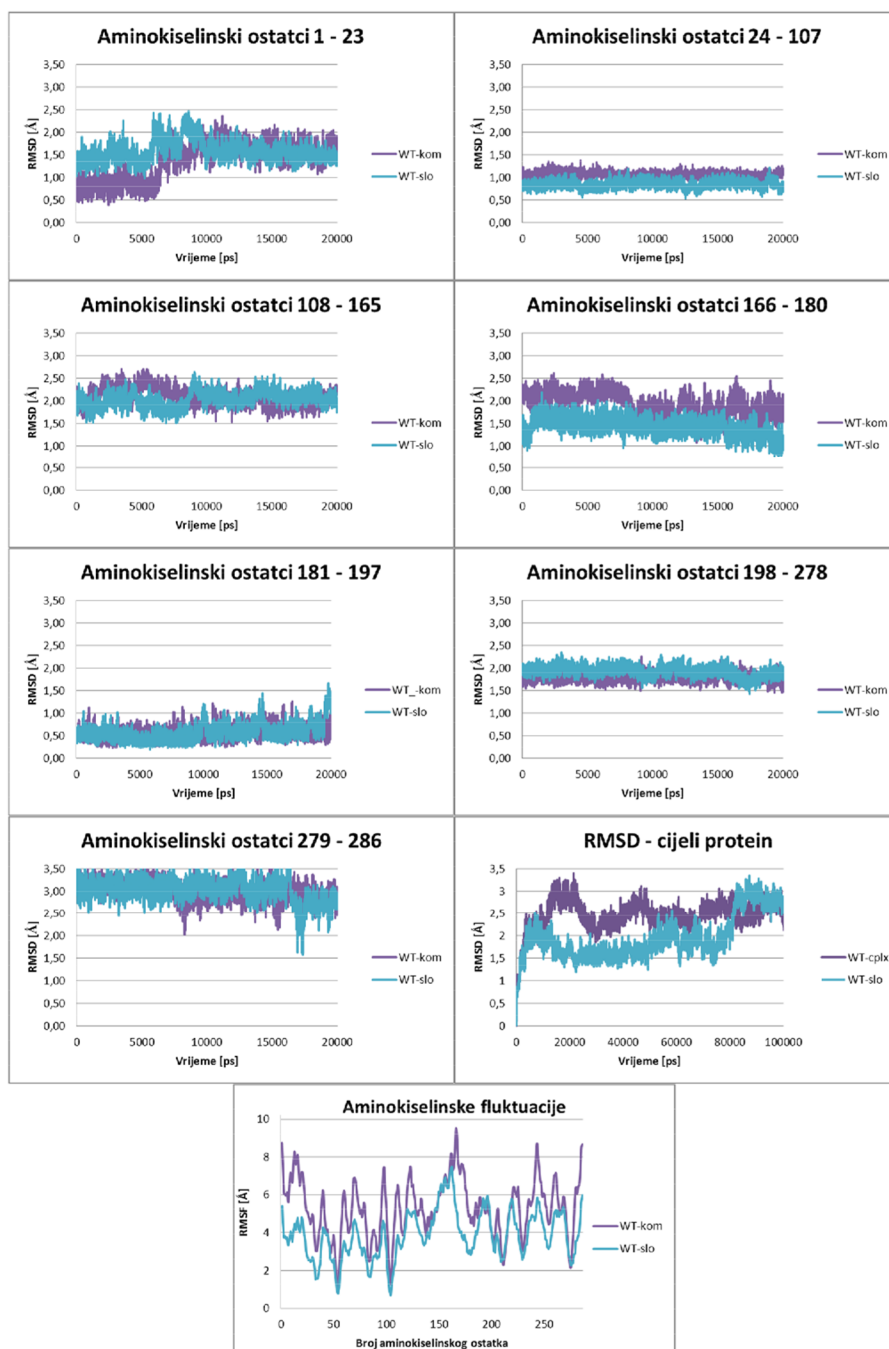 Aminokiselinski ostatci 1 - 23
3,50
3,00
2,50
2,00
1,50
1,00
0,50
0,00
RMSD [Å]
0 5000 10000 15000 20000
Vrijeme [ps]
WT-kom
WT-slo
Aminokiselinski ostatci 24 - 107
3,50
3,00
2,50
2,00
1,50
1,00
0,50
0,00
RMSD [Å]
0 5000 10000 15000 20000
Vrijeme [ps]
WT-kom
WT-slo
Aminokiselinski ostatci 108 - 165
3,50
3,00
2,50
2,00
1,50
1,00
0,50
0,00
RMSD [Å]
0 5000 10000 15000 20000
Vrijeme [ps]
WT-kom
WT-slo
Aminokiselinski ostatci 166 - 180
3,50
3,00
2,50
2,00
1,50
1,00
0,50
0,00
RMSD [Å]
0 5000 10000 15000 20000
Vrijeme [ps]
WT-kom
WT-slo
Aminokiselinski ostatci 181 - 197
3,50
3,00
2,50
2,00
1,50
1,00
0,50
0,00
RMSD [Å]
0 5000 10000 15000 20000
Vrijeme [ps]
WT_-kom
WT-slo
Aminokiselinski ostatci 198 - 278
3,50
3,00
2,50
2,00
1,50
1,00
0,50
0,00
RMSD [Å]
0 5000 10000 15000 20000
Vrijeme [ps]
WT-kom
WT-slo
Aminokiselinski ostatci 279 - 286
3,50
3,00
2,50
2,00
1,50
1,00
0,50
0,00
RMSD [Å]
0 5000 10000 15000 20000
Vrijeme [ps]
WT-kom
WT-slo
RMSD - cijeli protein
3,5
3
2,5
2
1,5
1
0,5
0
RMSD [Å]
0 20000 40000 60000 80000 100000
Vrijeme [ps]
WT-cplx
WT-slo
Aminokiselinske fluktuacije
10
8
6
4
2
0
RMSF [Å]
0 50 100 150 200 250
Broj aminokiselinskog ostatka
WT-kom
WT-slo